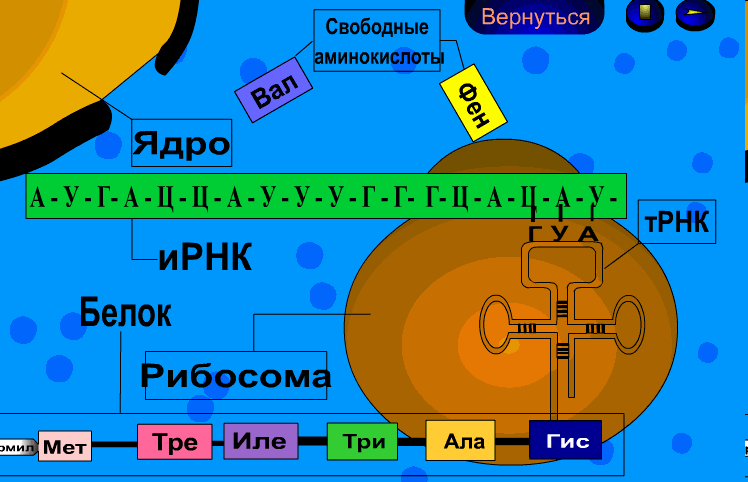 Вернуться
Свободные
аминокислоты
Вал
Фен
Ядро
А-У-Г-А-Ц-Ц-А-У-У-У-Г-Г-Г-Ц-А-Ц-А-У-
Г У А
тРНК
иРНК
Белок
Рибосома
Мет
Тре
Иле
Три
Ала
Гис